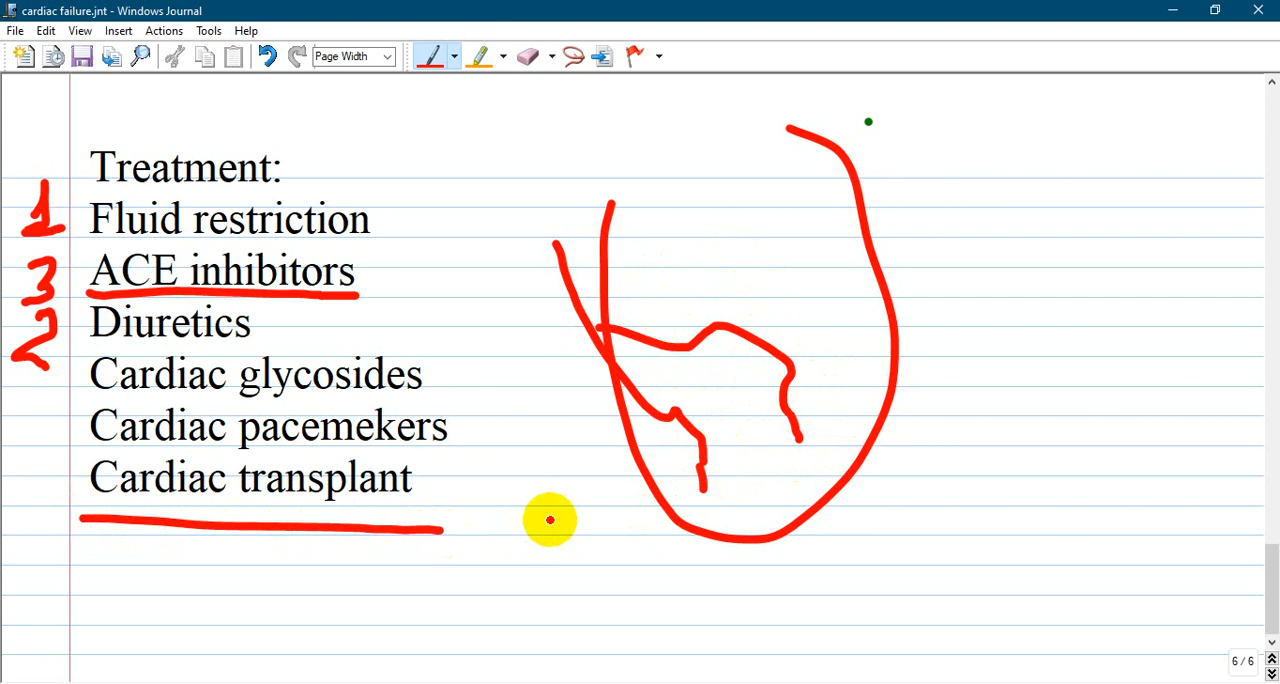 cardiac failure.jnt - Windows Journal
File Edit View Insert Actions Tools Help
Page Width
Treatment:
1 Fluid restriction
3 ACE inhibitors
2 Diuretics
Cardiac glycosides
Cardiac pacemekers
Cardiac transplant
6 / 6